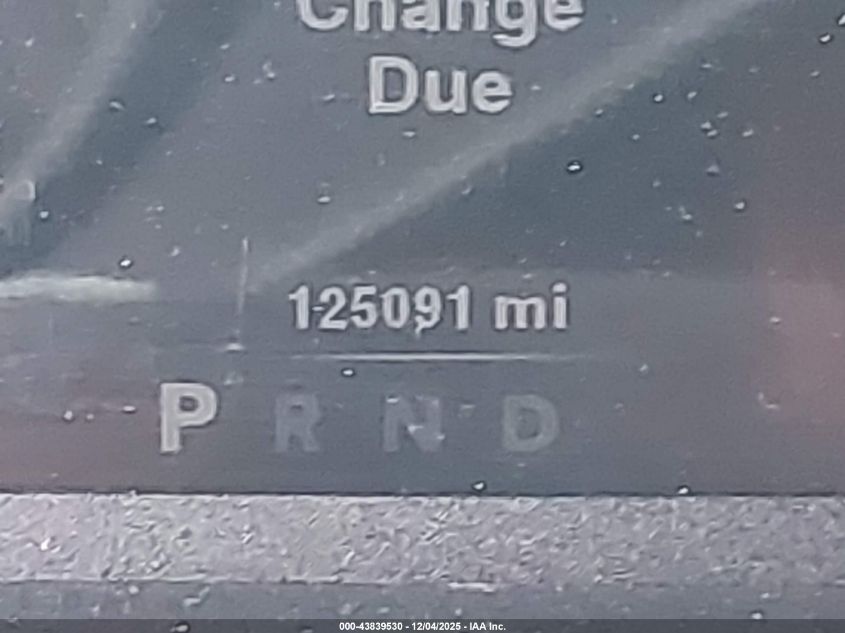 Change
Due
125091 mi
P R N D
000-43839530 - 12/04/2025 - IAA Inc.